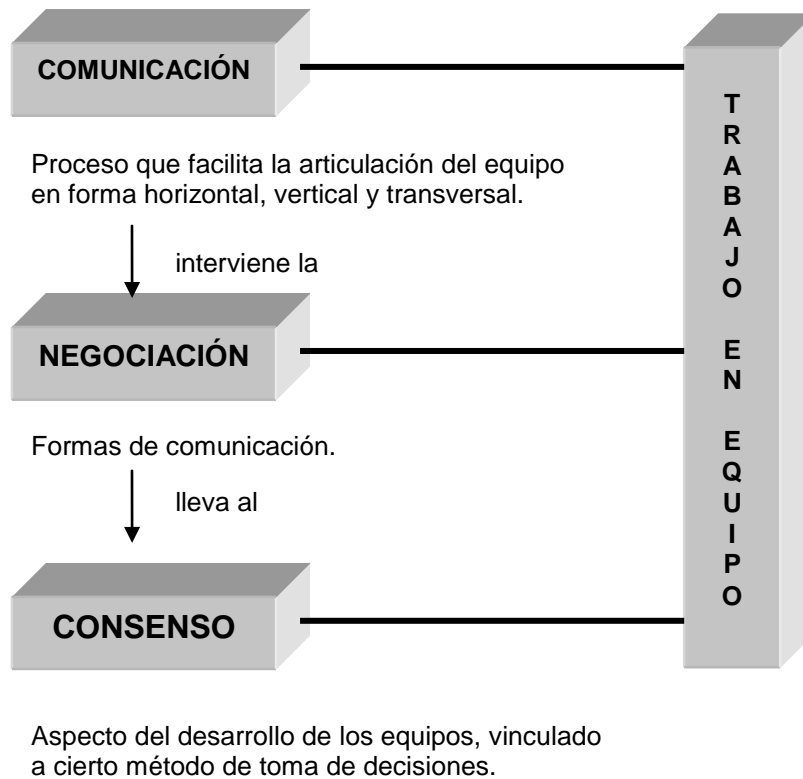 COMUNICACIÓN
Proceso que facilita la articulación del equipo
en forma horizontal, vertical y transversal.
interviene la
NEGOCIACIÓN
Formas de comunicación.
lleva al
CONSENSO
Aspecto del desarrollo de los equipos, vinculado
a cierto método de toma de decisiones.
T
R
A
B
A
J
O
E
N
E
Q
U
I
P
O